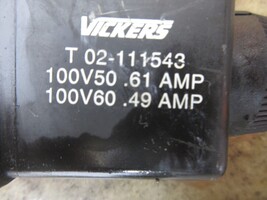 VICKERS
T 02-111543
100V50 .61 AMP
100V60 .49 AMP